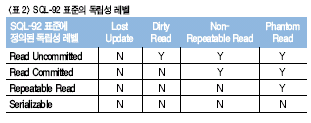 <표 2> SQL-92 표준의 독립성 레벨
SQL-92 표준에 정의된 독립성 레벨 Lost Update Dirty Read Non-Repeatable Read Phantom Read
Read Uncommitted N Y Y Y
Read Committed N N Y Y
Repeatable Read N N N Y
Serializable N N N N